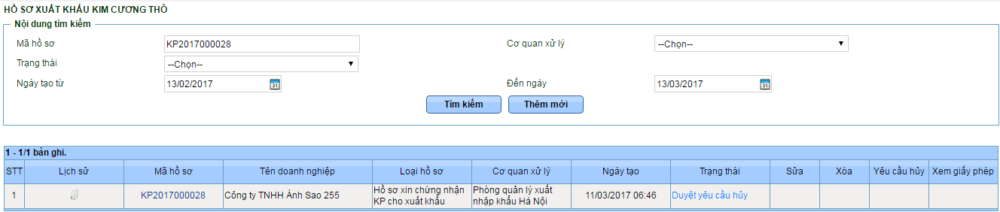 HỒ SƠ XUẤT KHẨU KIM CƯƠNG THÔ
Nội dung tìm kiếm
Mã hồ sơ KP2017000028 Cơ quan xử lý --Chọn--
Trạng thái --Chọn--
Ngày tạo từ 13/02/2017 31 Đến ngày 13/03/2017 31
Tìm kiếm Thêm mới
1 - 1/1 bản ghi.
STT Lịch sử Mã hồ sơ Tên doanh nghiệp Loại hồ sơ Cơ quan xử lý Ngày tạo Trạng thái Sửa Xóa Yêu cầu hủy Xem giấy phép
1 KP2017000028 Công ty TNHH Ánh Sao 255 Hồ sơ xin chứng nhận Phòng quản lý xuất 11/03/2017 06:46 Duyệt yêu cầu hủy
KP cho xuất khẩu nhập khẩu Hà Nội